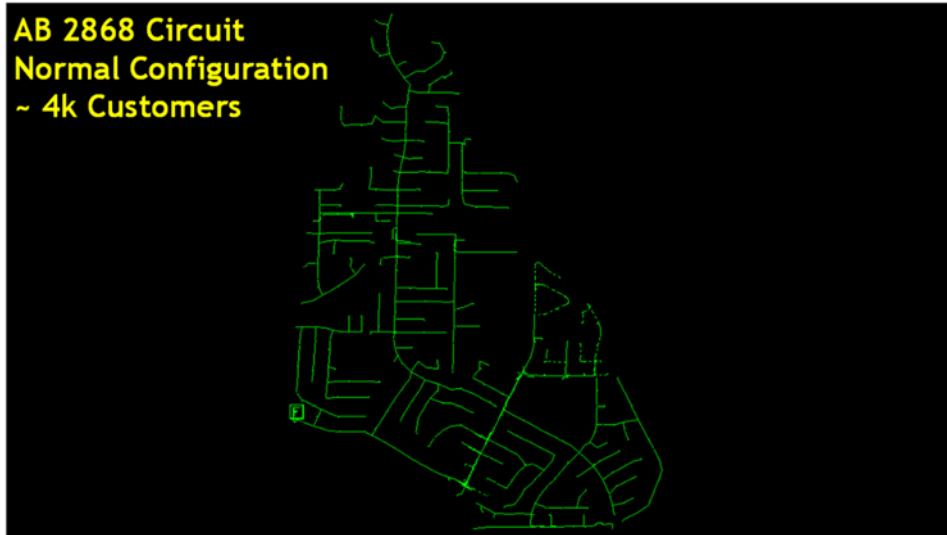 AB 2868 Circuit
Normal Configuration
~ 4k Customers
F